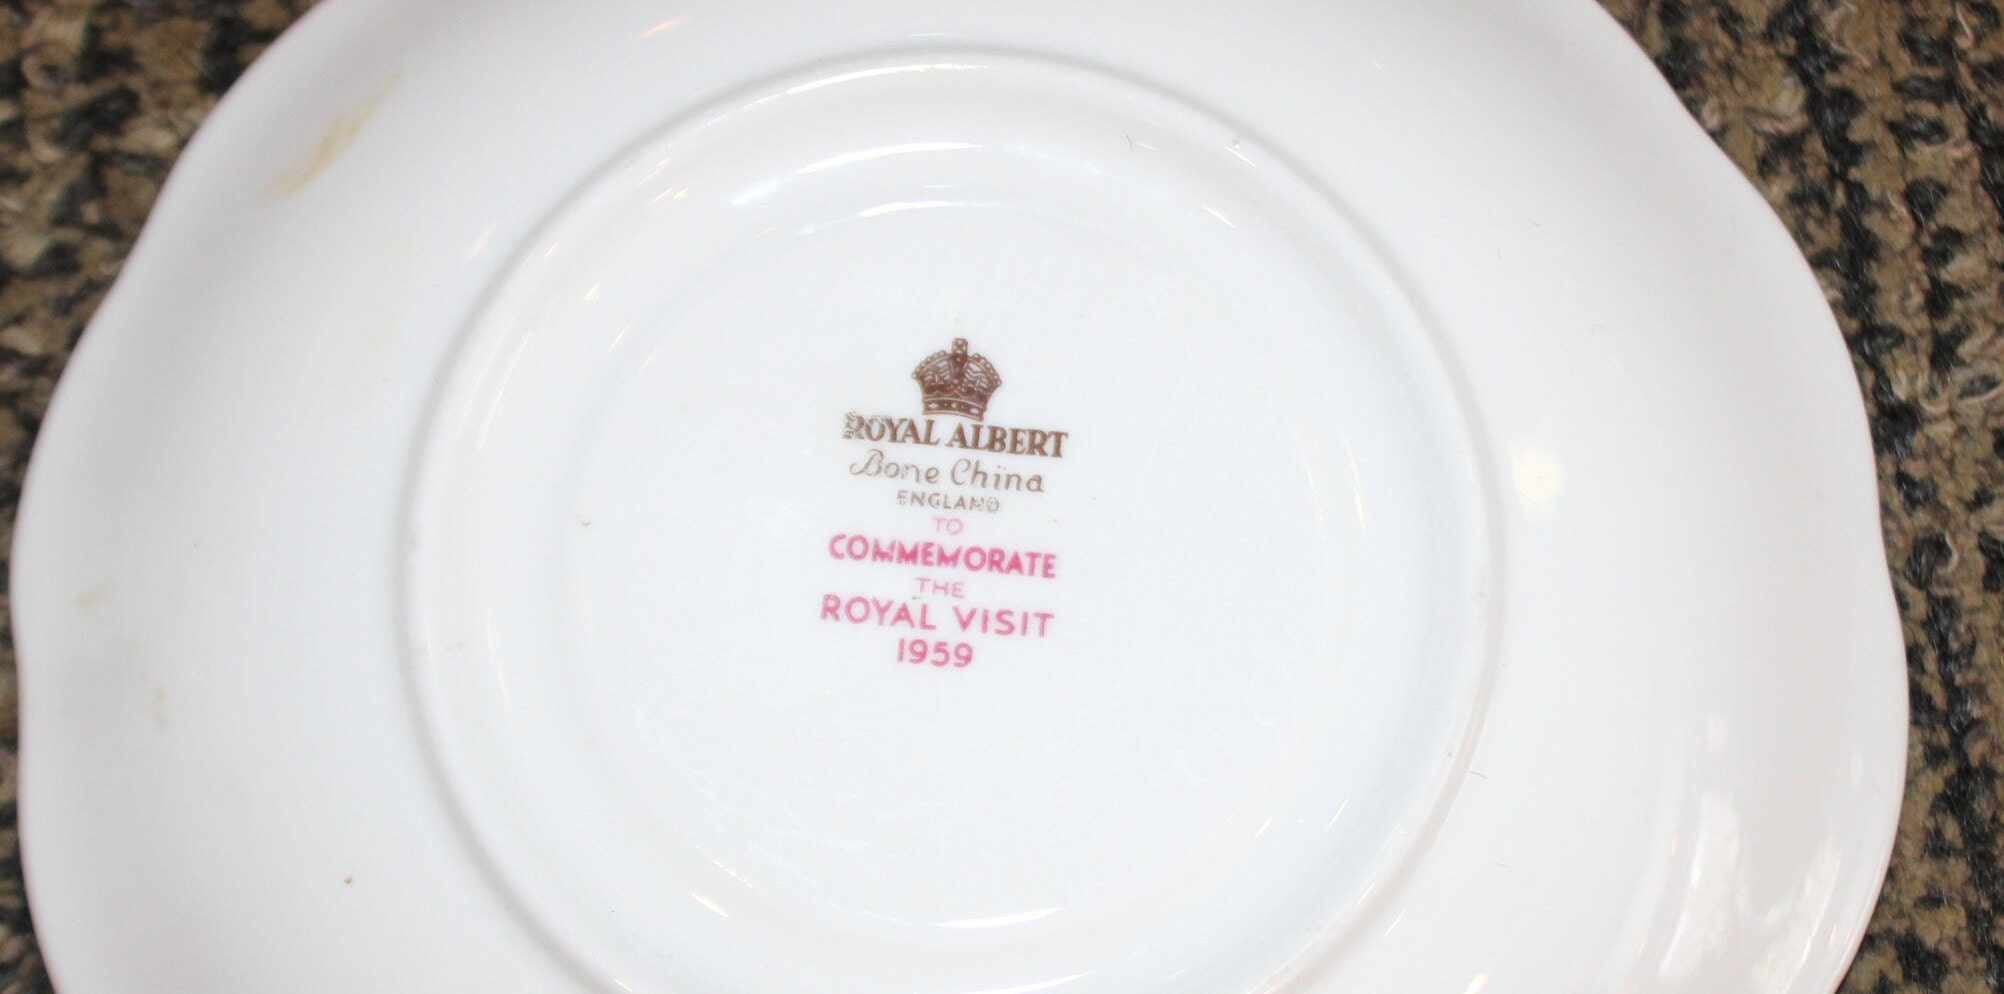 ROYAL ALBERT
Bone China
ENGLAND
TO
COMMEMORATE
THE
ROYAL VISIT
1959